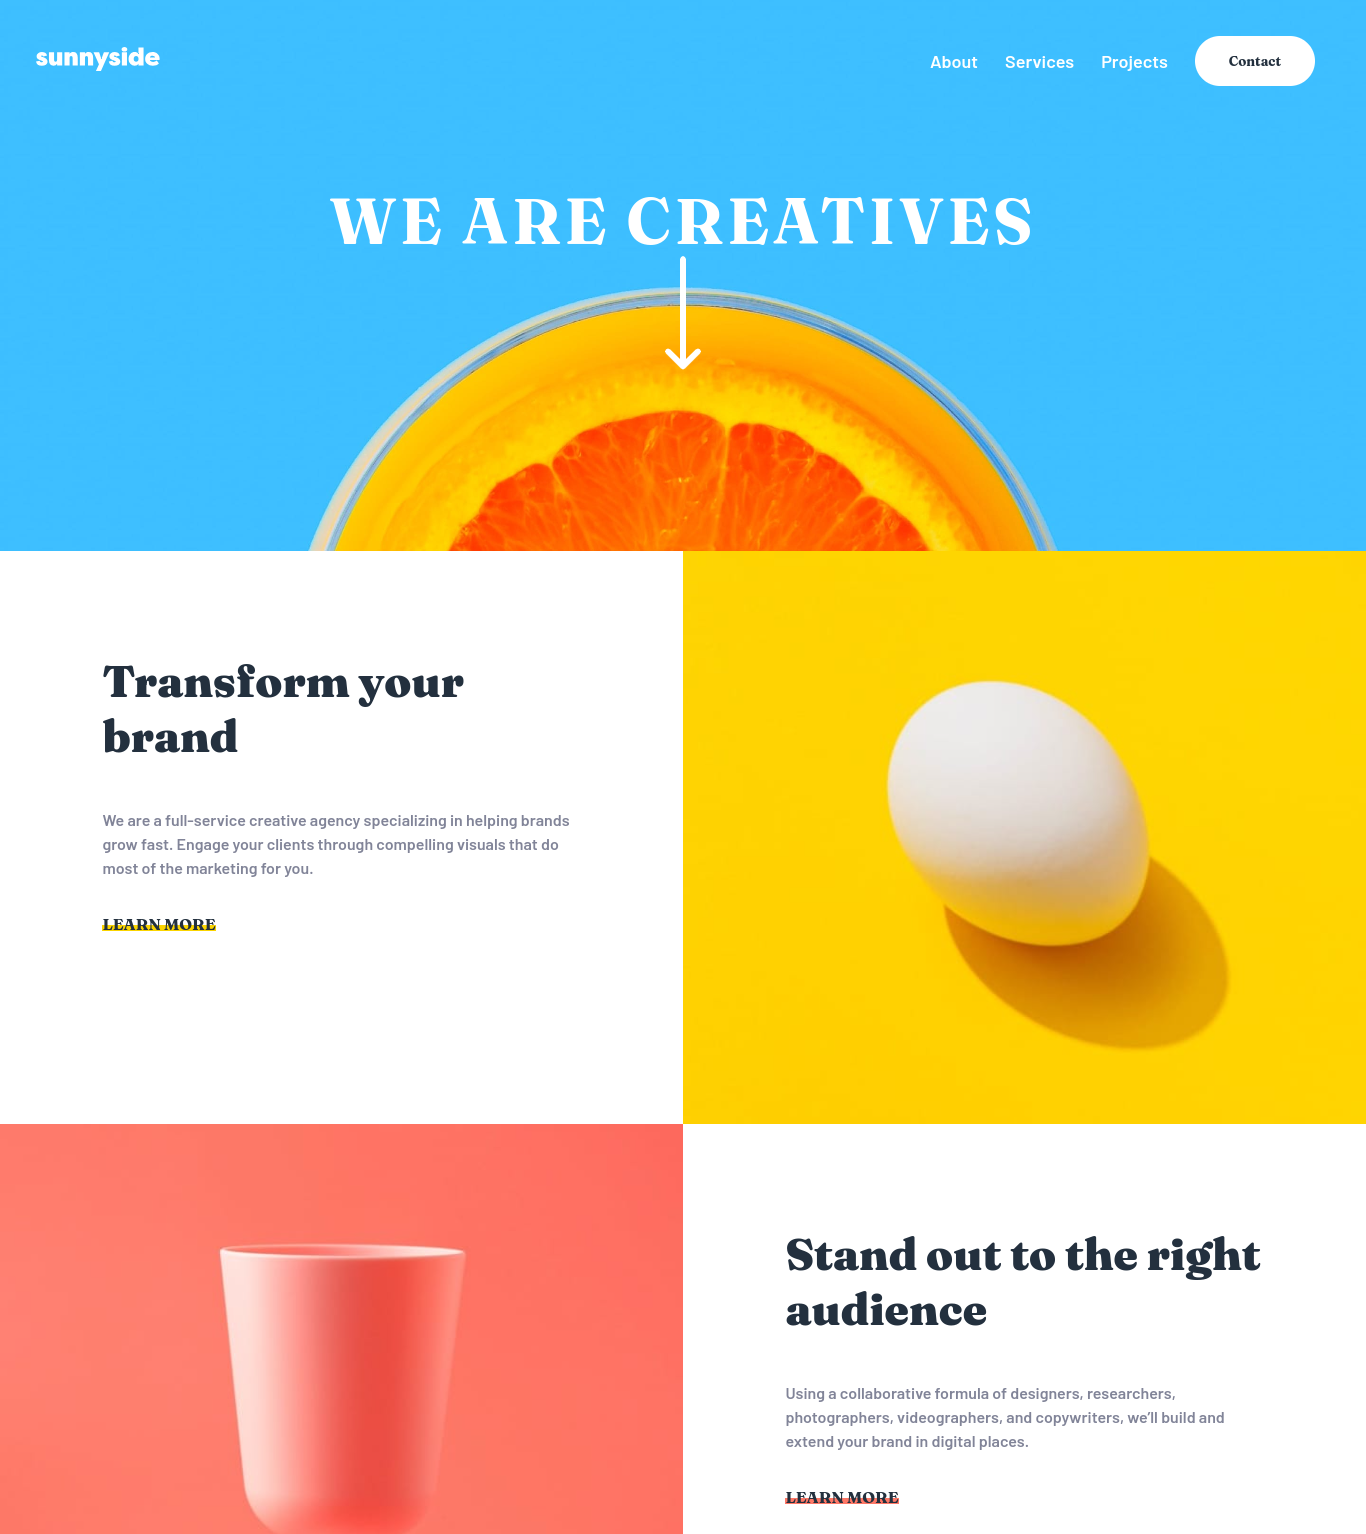 sunnyside
About Services Projects Contact
WE ARE CREATIVES
Transform your
brand
We are a full-service creative agency specializing in helping brands
grow fast. Engage your clients through compelling visuals that do
most of the marketing for you.
LEARN MORE
Stand out to the right
audience
Using a collaborative formula of designers, researchers,
photographers, videographers, and copywriters, we'll build and
extend your brand in digital places.
LEARN MORE